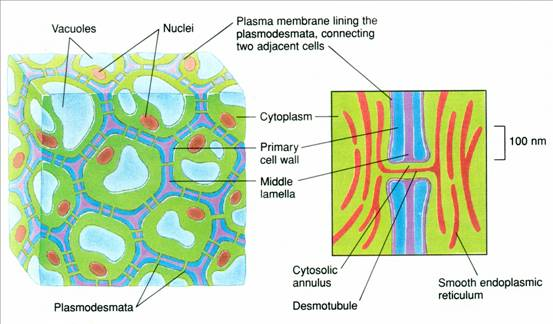 Vacuoles
Nuclei
Plasma membrane lining the
plasmodesmata, connecting
two adjacent cells
Cytoplasm
Primary
cell wall
Middle
lamella
100 nm
Plasmodesmata
Cytosolic
annulus
Desmotubule
Smooth endoplasmic
reticulum